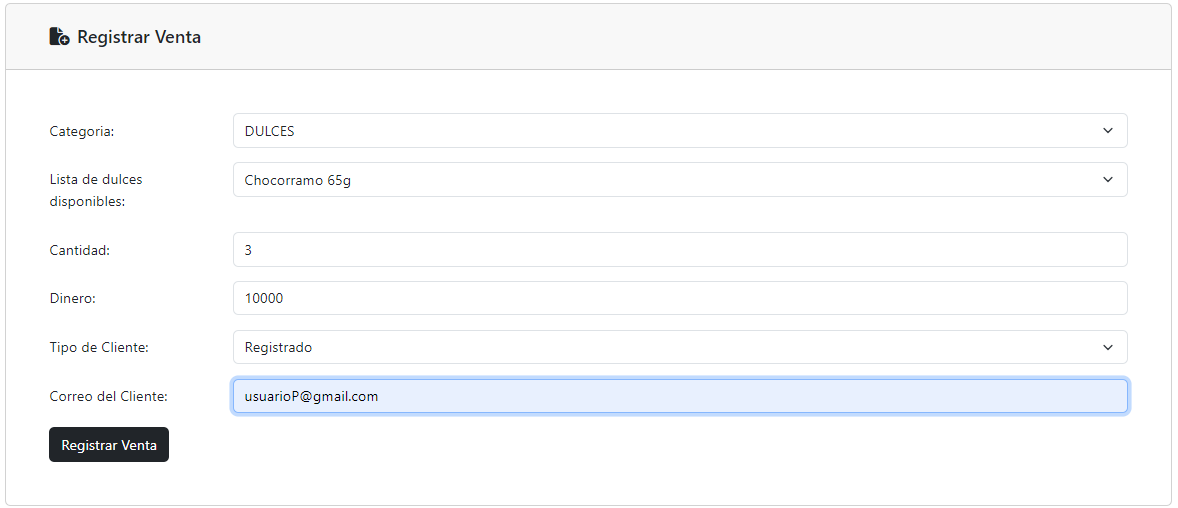 Registrar Venta
Categoria:
DULCES
Lista de dulces
disponibles:
Chocorramo 65g
Cantidad:
3
Dinero:
10000
Tipo de Cliente:
Registrado
Correo del Cliente:
usuarioP@gmail.com
Registrar Venta